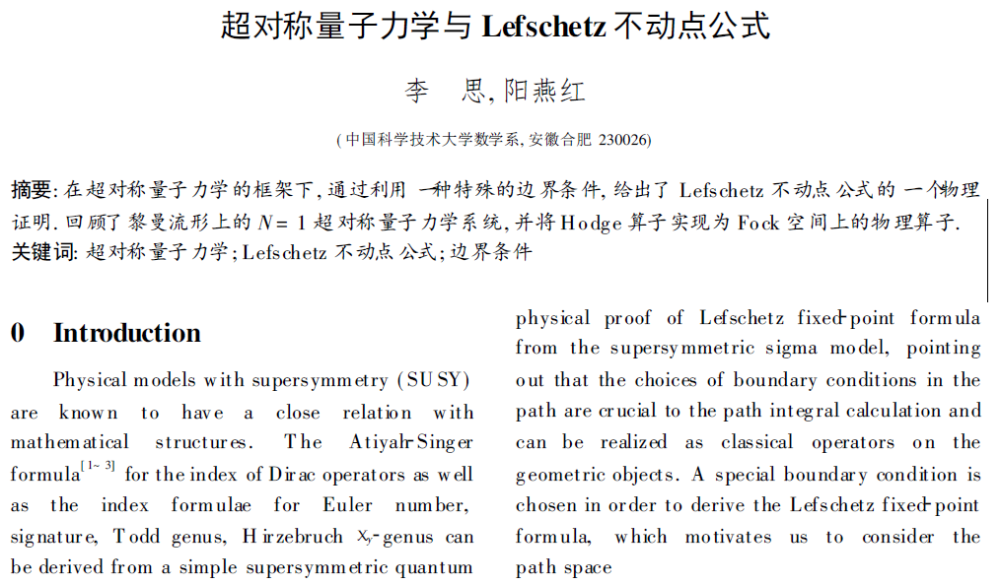 超对称量子力学与 Lefschetz 不动点公式
李 思, 阳燕红
(中国科学技术大学数学系, 安徽合肥 230026)
摘要: 在超对称量子力学的框架下, 通过利用一种特殊的边界条件, 给出了 Lefschetz 不动点公式的一个物理
证明. 回顾了黎曼流形上的 N = 1 超对称量子力学系统, 并将 Hodge 算子实现为 Fock 空间上的物理算子.
关键词: 超对称量子力学; Lefschetz 不动点公式; 边界条件
0 Introduction
Physical models with supersymmetry (SUSY)
are known to have a close relation with
mathematical structures. The Atiyah-Singer
formula[1~3] for the index of Dirac operators as well
as the index formulae for Euler number,
signature, Todd genus, Hirzebruch χy-genus can
be derived from a simple supersymmetric quantum
physical proof of Lefschetz fixed-point formula
from the supersymmetric sigma model, pointing
out that the choices of boundary conditions in the
path are crucial to the path integral calculation and
can be realized as classical operators on the
geometric objects. A special boundary condition is
chosen in order to derive the Lefschetz fixed-point
formula, which motivates us to consider the
path space